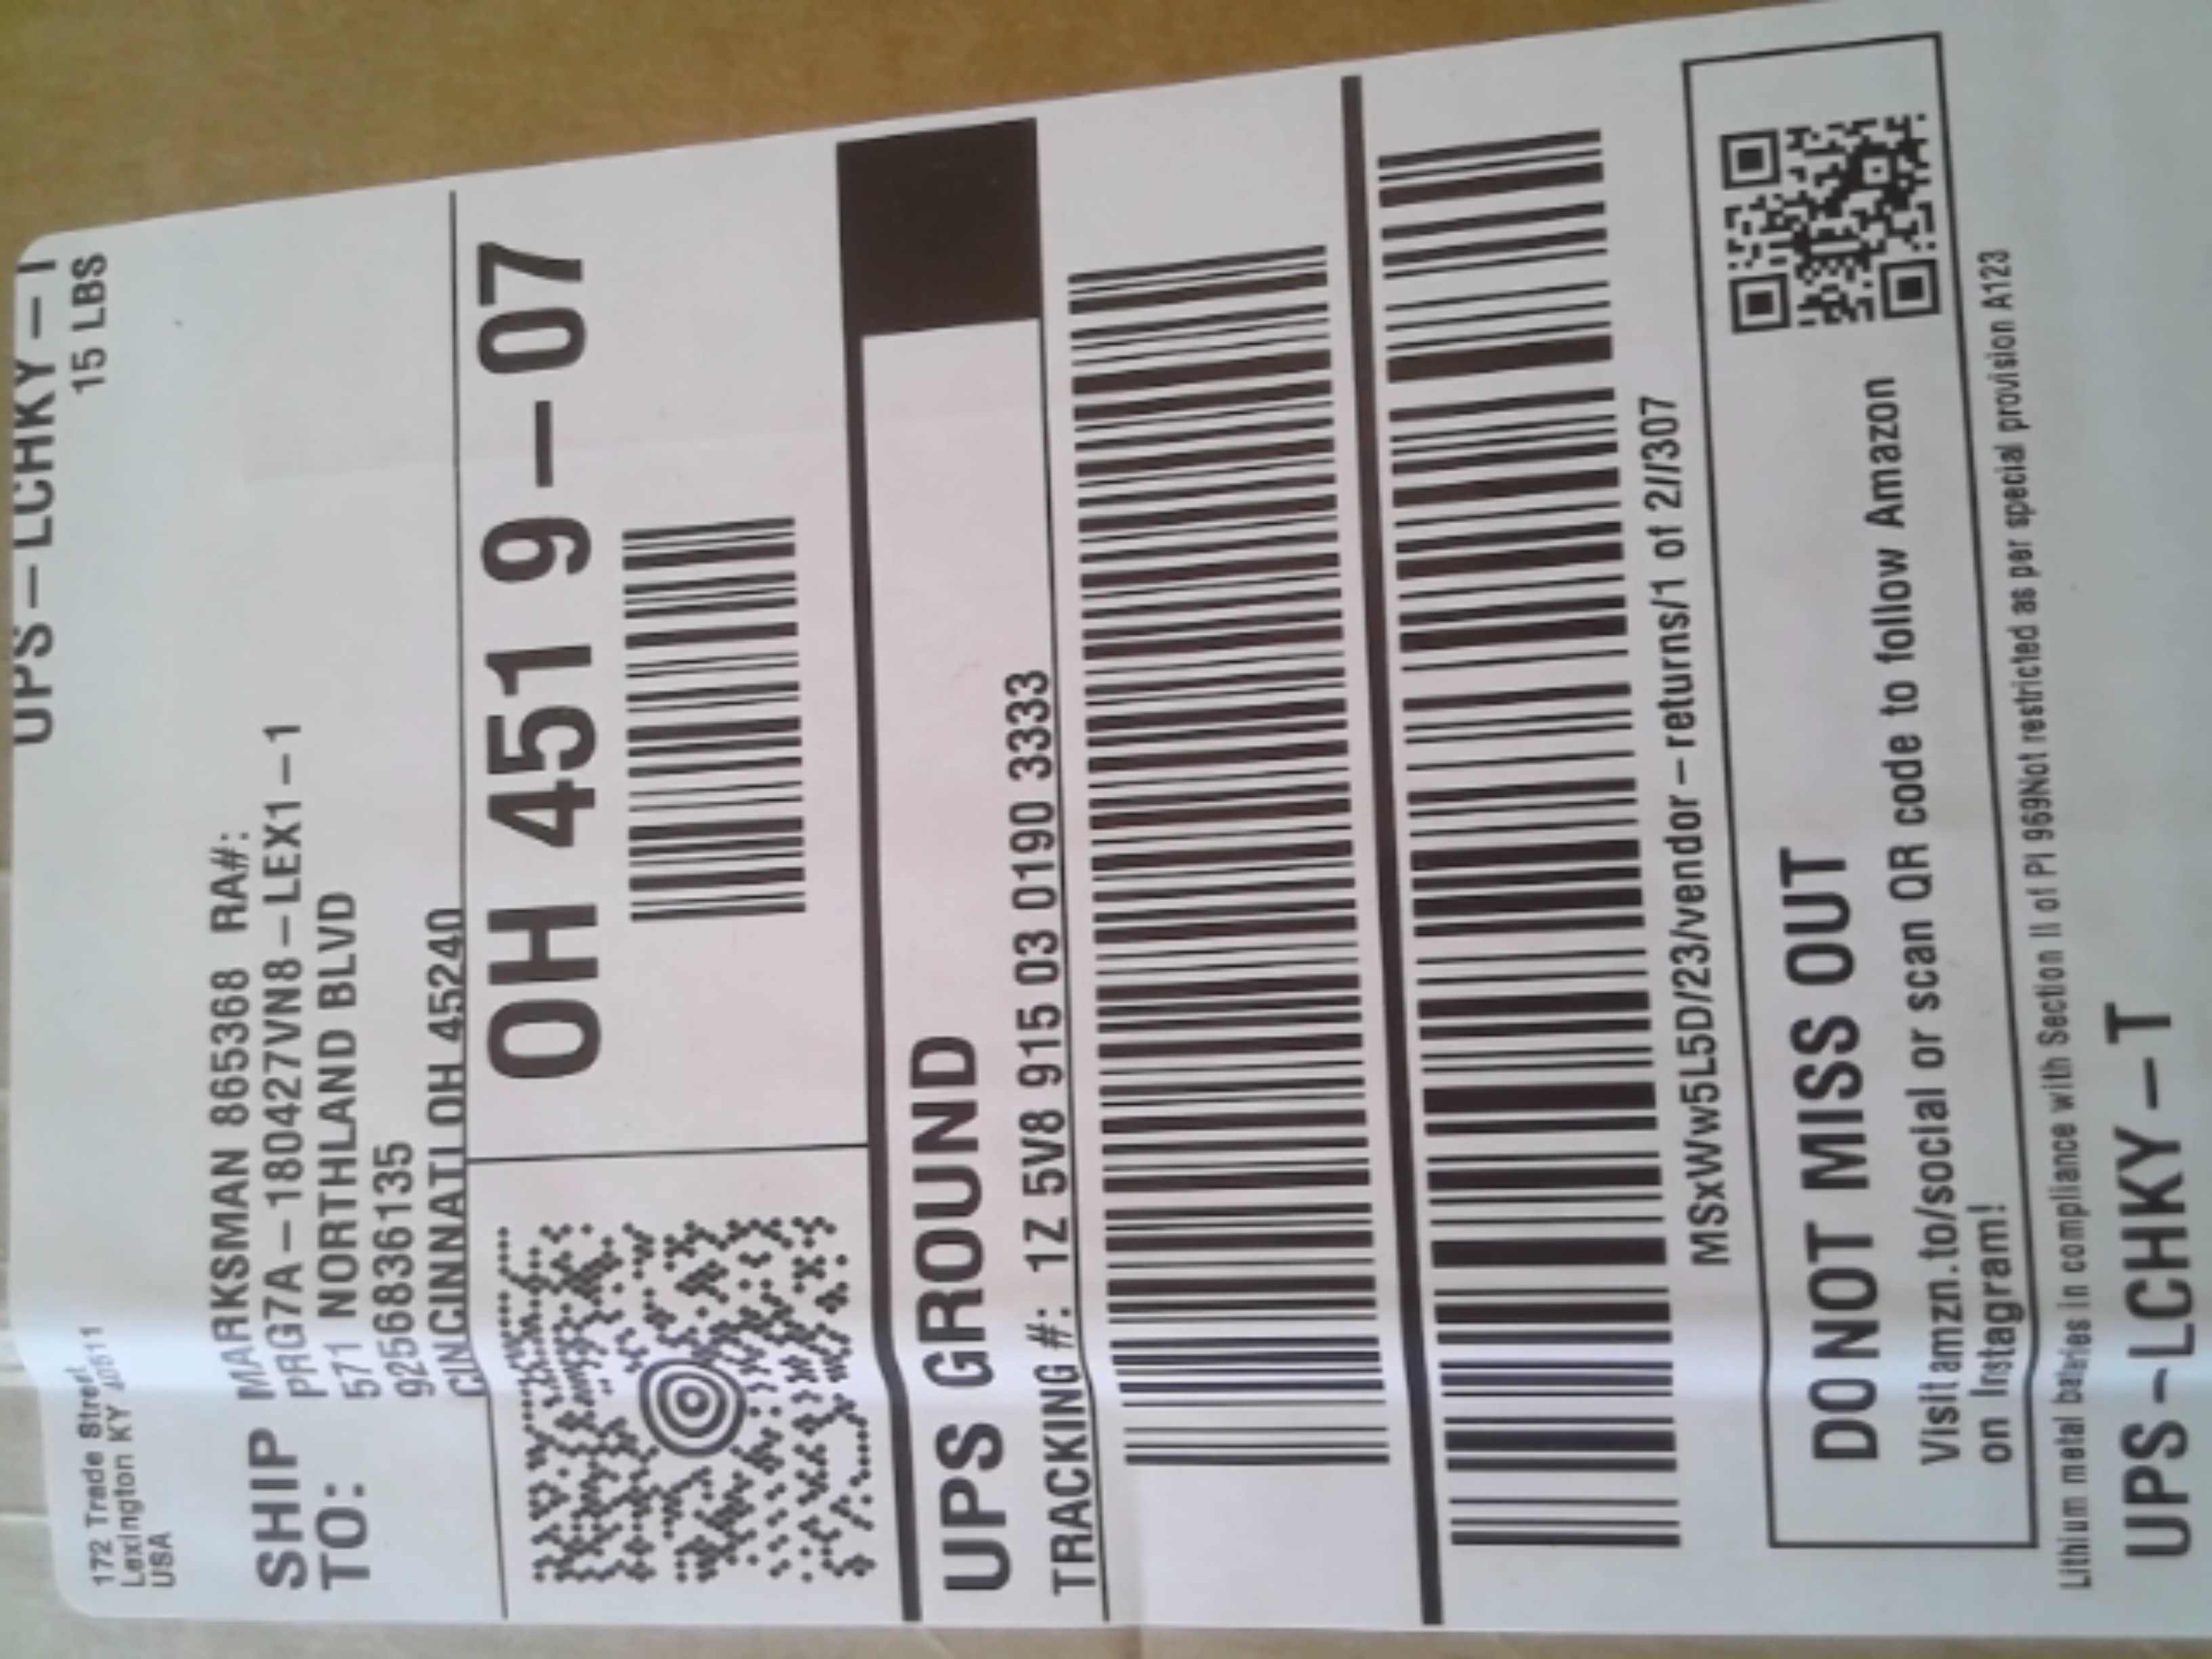 UPS-LCHKY-T
15 LBS
172 Trade Street
Lexington KY 40511
USA
SHIP
TO:
MARKSMAN 865368 RA#:
PRG7A-180427VN8-LEX1-1
571 NORTHLAND BLVD
9256836135
CINCINNATI OH 45240
OH 451 9-07
UPS GROUND
TRACKING #: 1Z 5V8 915 03 0190 3333
MSxWw5L5D/23/vendor-returns/1 of 2//307
DO NOT MISS OUT
Visit amzn.to/social or scan QR code to follow Amazon
on Instagram!
Lithium metal batteries in compliance with Section II of PI 969Not restricted as per special provision A123
UPS-LCHKY-T